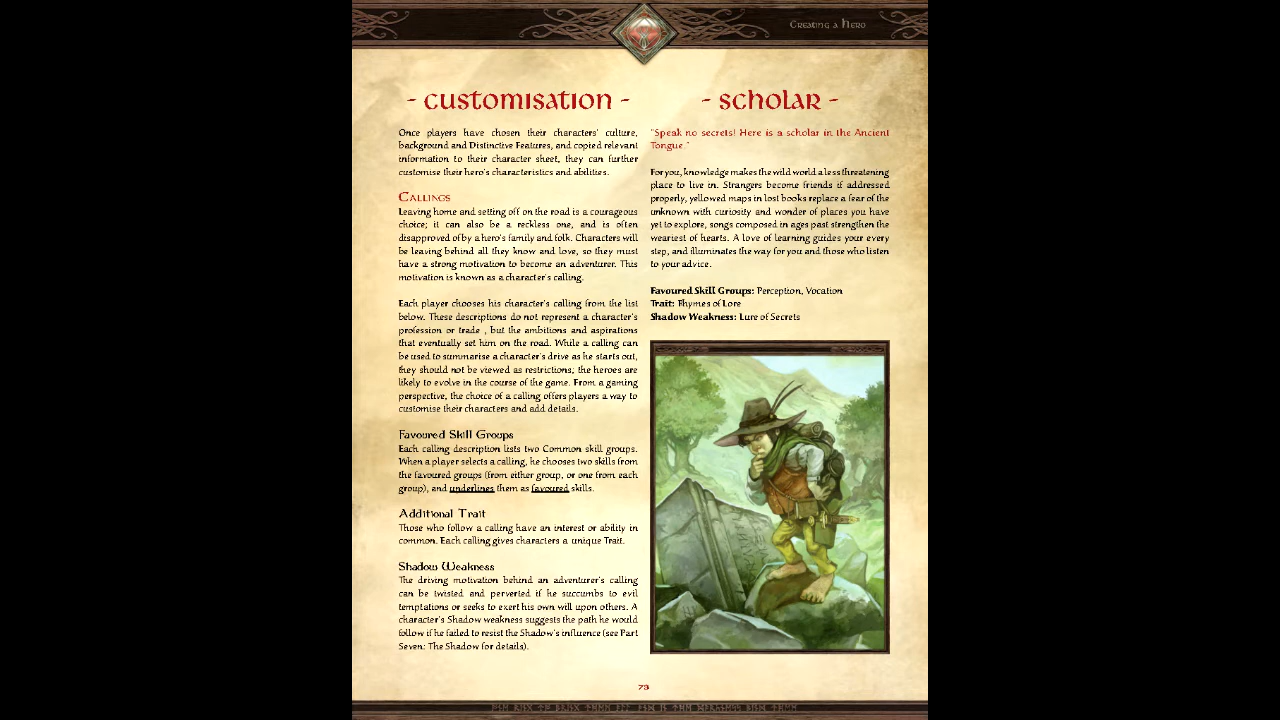 Creating a Hero
- customisation -
Once players have chosen their characters' culture,
background and Distinctive Features, and copied relevant
information to their character sheet, they can further
customise their hero's characteristics and abilities.
Callings
Leaving home and setting off on the road is a courageous
choice; it can also be a reckless one, and is often
disapproved of by a hero's family and folk. Characters will
be leaving behind all they know and love, so they must
have a strong motivation to become an adventurer. This
motivation is known as a character's calling.
Each player chooses his character's calling from the list
below. These descriptions do not represent a character's
profession or trade , but the ambitions and aspirations
that eventually set him on the road. While a calling can
be used to summarise a character's drive as he starts out,
they should not be viewed as restrictions; the heroes are
likely to evolve in the course of the game. From a gaming
perspective, the choice of a calling offers players a way to
customise their characters and add details.
Favoured Skill Groups
Each calling description lists two Common skill groups.
When a player selects a calling, he chooses two skills from
the favoured groups (from either group, or one from each
group), and underlines them as favoured skills.
Additional Trait
Those who follow a calling have an interest or ability in
common. Each calling gives characters a unique Trait.
Shadow Weakness
The driving motivation behind an adventurer's calling
can be twisted and perverted if he succumbs to evil
temptations or seeks to exert his own will upon others. A
character's Shadow weakness suggests the path he would
follow if he failed to resist the Shadow's influence (see Part
Seven: The Shadow for details).
- scholar -
"Speak no secrets! Here is a scholar in the Ancient
Tongue."
For you, knowledge makes the wild world a less threatening
place to live in. Strangers become friends if addressed
properly, yellowed maps in lost books replace a fear of the
unknown with curiosity and wonder of places you have
yet to explore, songs composed in ages past strengthen the
weariest of hearts. A love of learning guides your every
step, and illuminates the way for you and those who listen
to your advice.
Favoured Skill Groups: Perception, Vocation
Trait: Rhymes of Lore
Shadow Weakness: Lure of Secrets
73